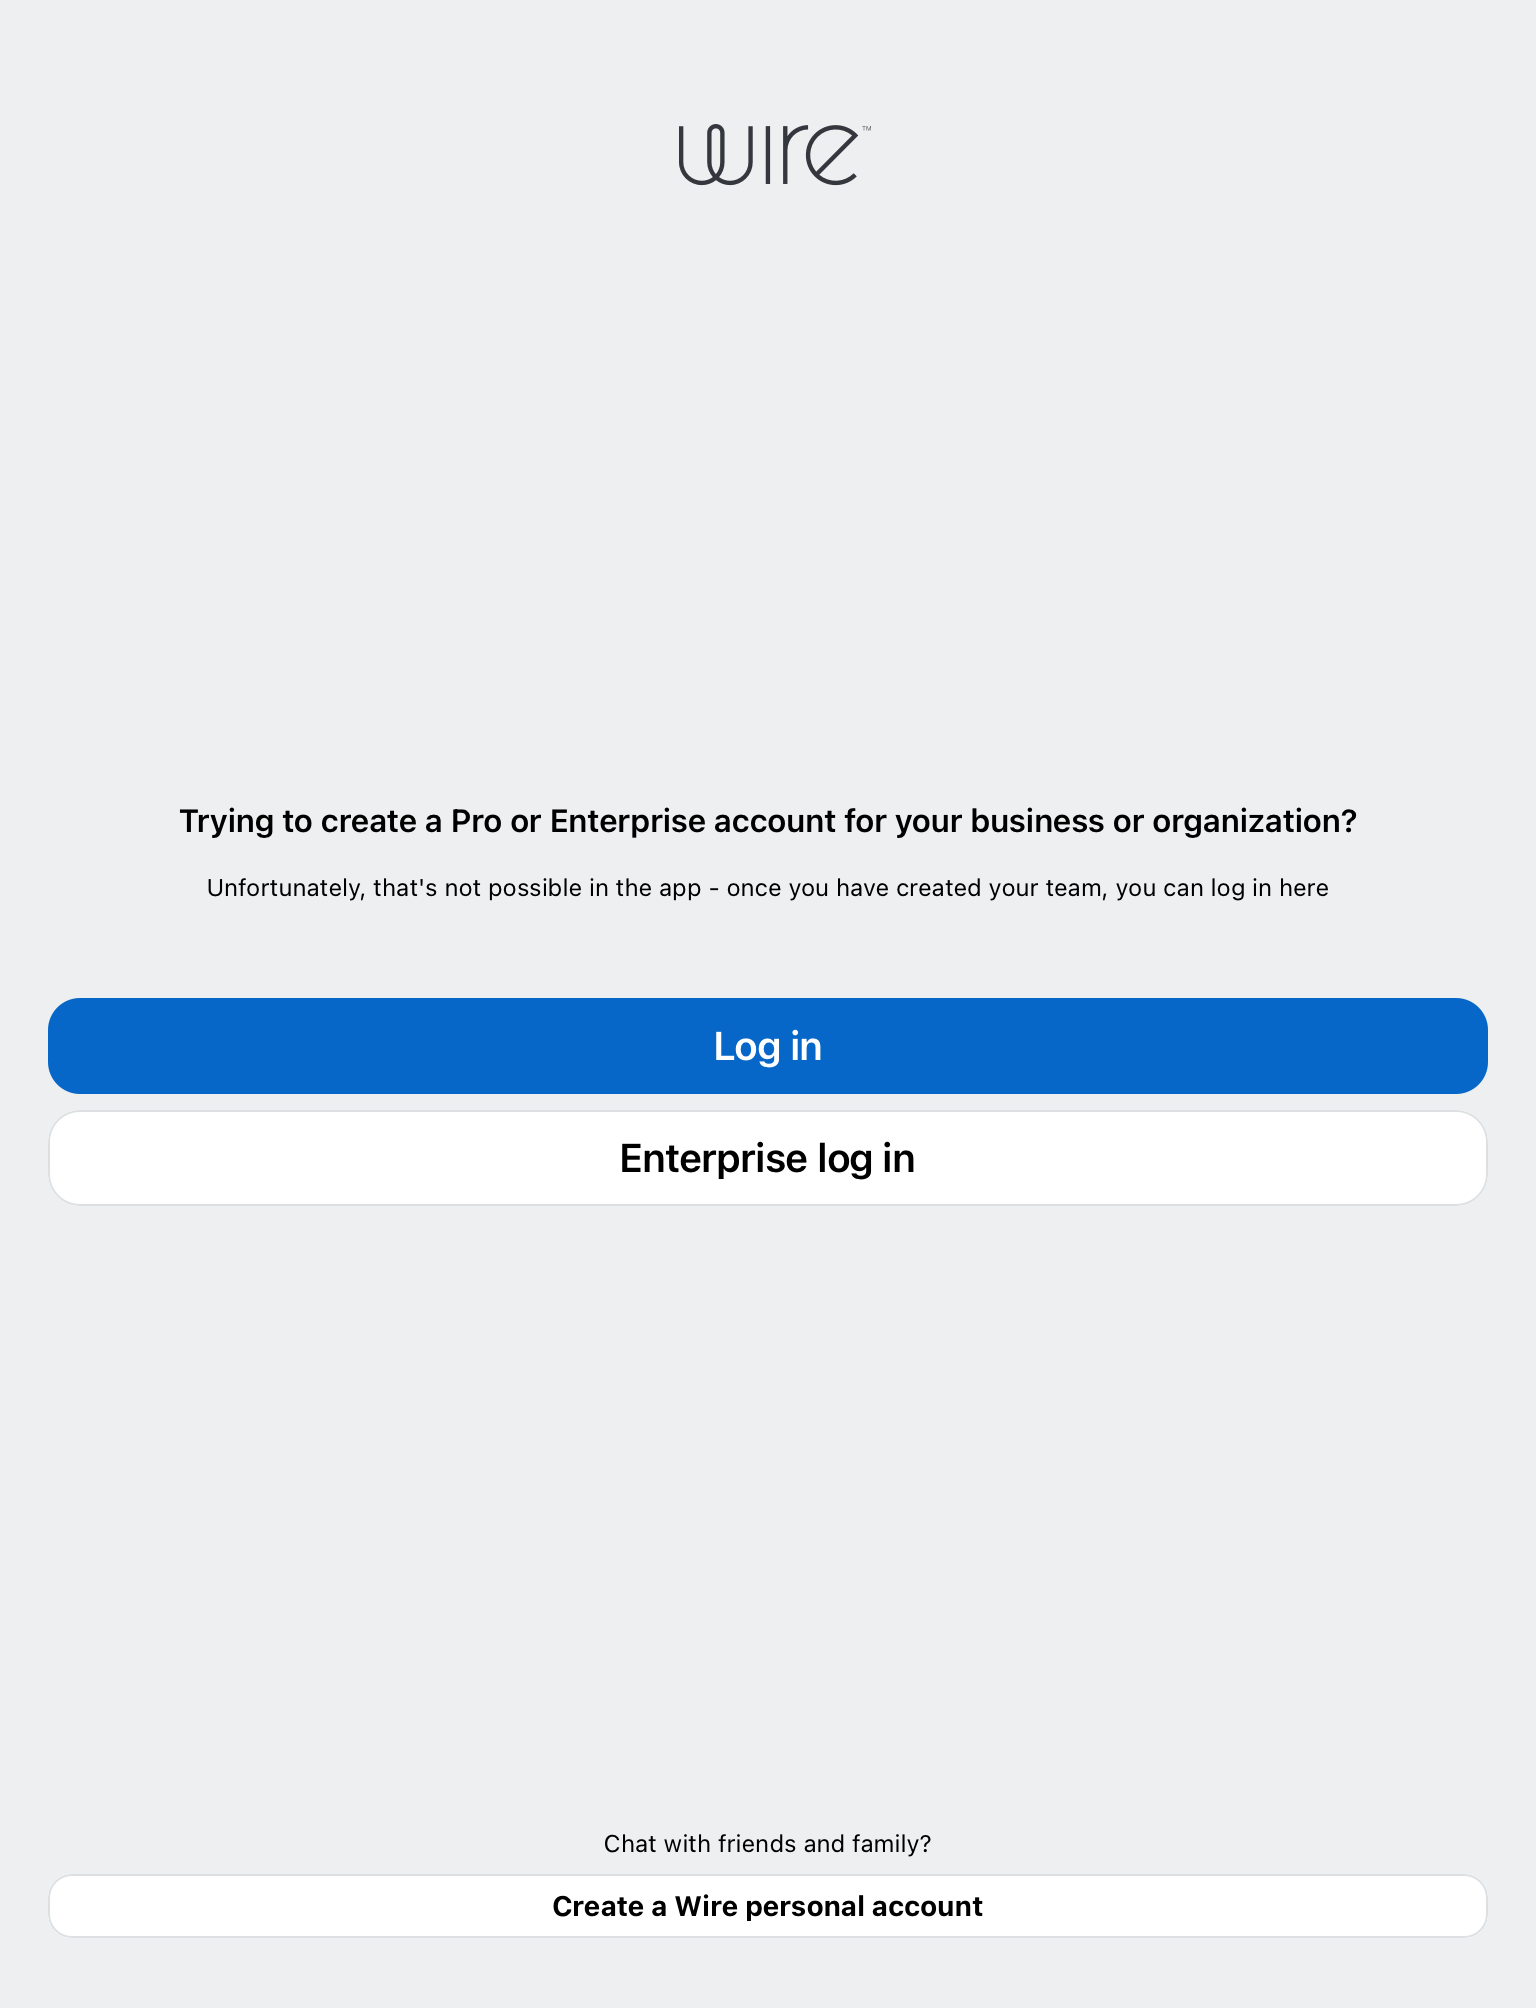 wire™
Trying to create a Pro or Enterprise account for your business or organization?
Unfortunately, that's not possible in the app - once you have created your team, you can log in here
Log in
Enterprise log in
Chat with friends and family?
Create a Wire personal account